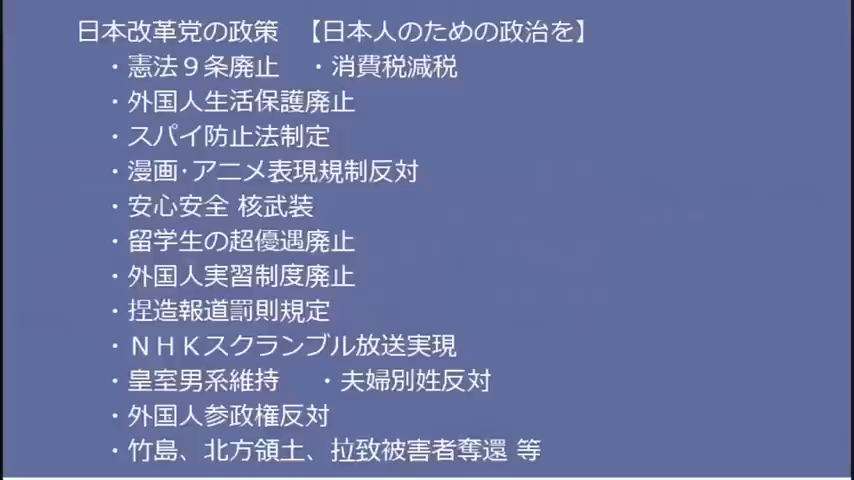 日本改革党の政策　【日本人のための政治を】
・憲法９条廃止　・消費税減税
・外国人生活保護廃止
・スパイ防止法制定
・漫画･アニメ表現規制反対
・安心安全 核武装
・留学生の超優遇廃止
・外国人実習制度廃止
・捏造報道罰則規定
・ＮＨＫスクランブル放送実現
・皇室男系維持　・夫婦別姓反対
・外国人参政権反対
・竹島、北方領土、拉致被害者奪還 等